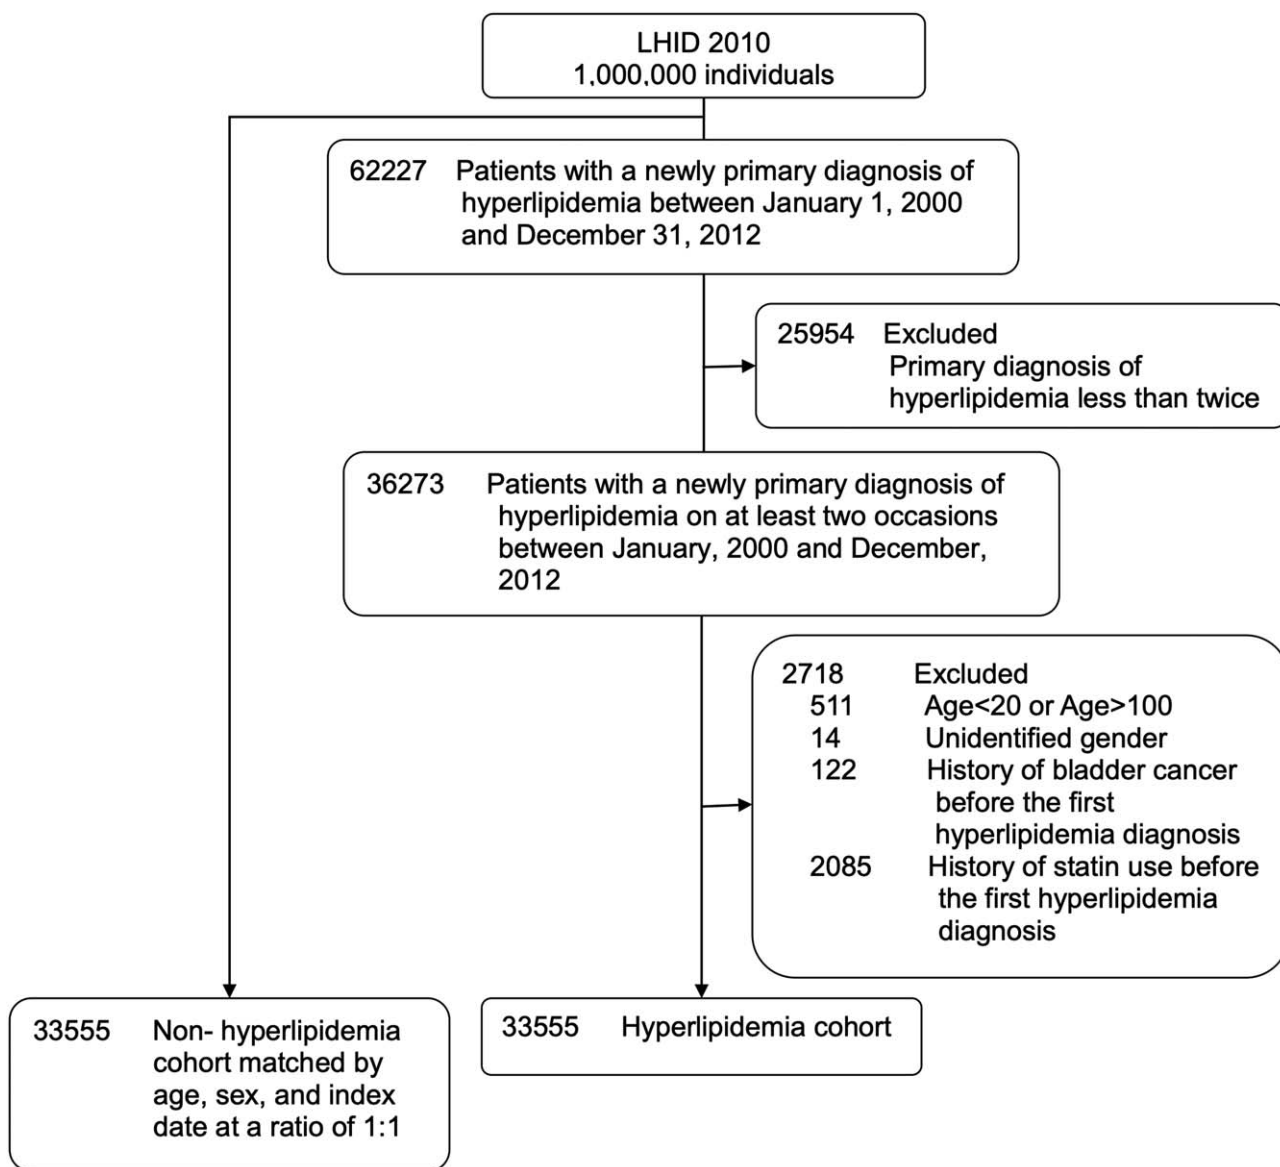 LHID 2010
1,000,000 individuals
62227 Patients with a newly primary diagnosis of
hyperlipidemia between January 1, 2000
and December 31, 2012
25954 Excluded
Primary diagnosis of
hyperlipidemia less than twice
36273 Patients with a newly primary diagnosis of
hyperlipidemia on at least two occasions
between January, 2000 and December,
2012
2718 Excluded
511 Age<20 or Age>100
14 Unidentified gender
122 History of bladder cancer
before the first
hyperlipidemia diagnosis
2085 History of statin use before
the first hyperlipidemia
diagnosis
33555 Non- hyperlipidemia
cohort matched by
age, sex, and index
date at a ratio of 1:1
33555 Hyperlipidemia cohort